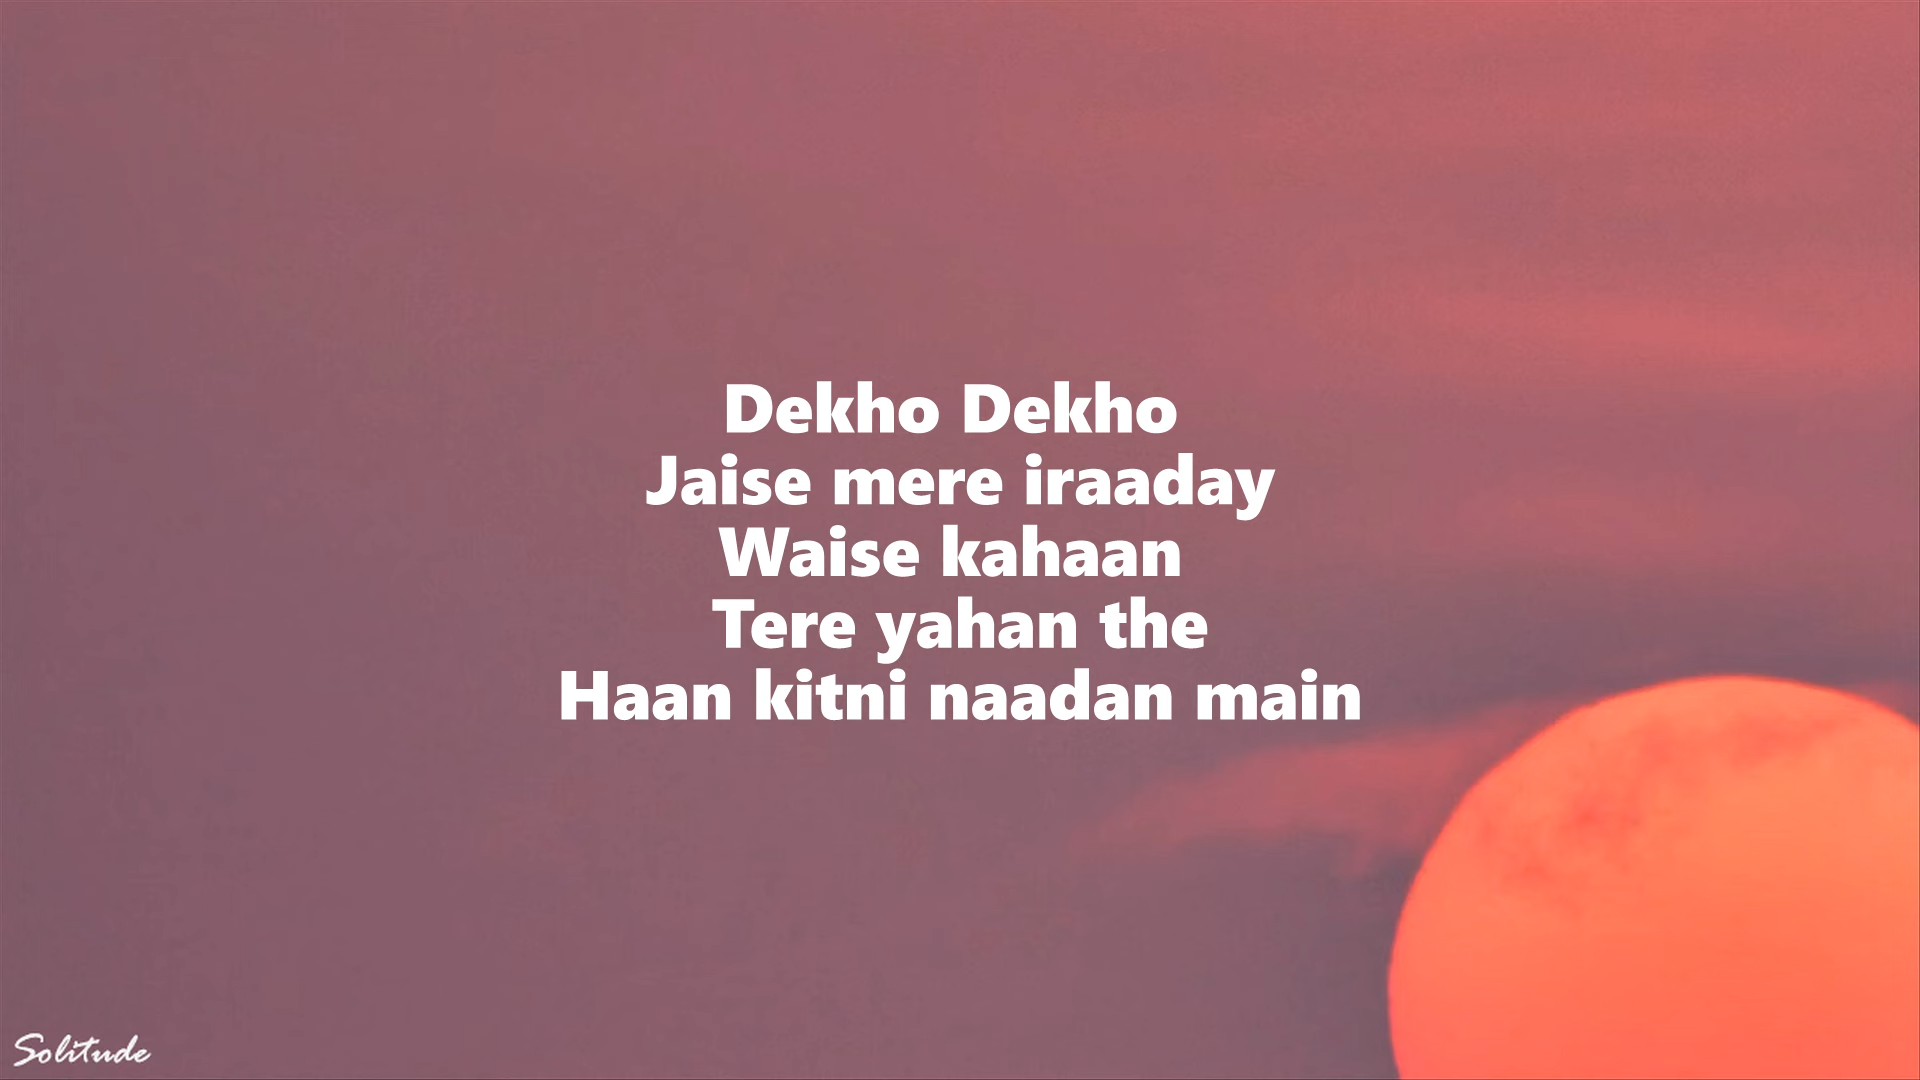 Dekho Dekho
Jaise mere iraaday
Waise kahaan
Tere yahan the
Haan kitni naadan main
Solitude